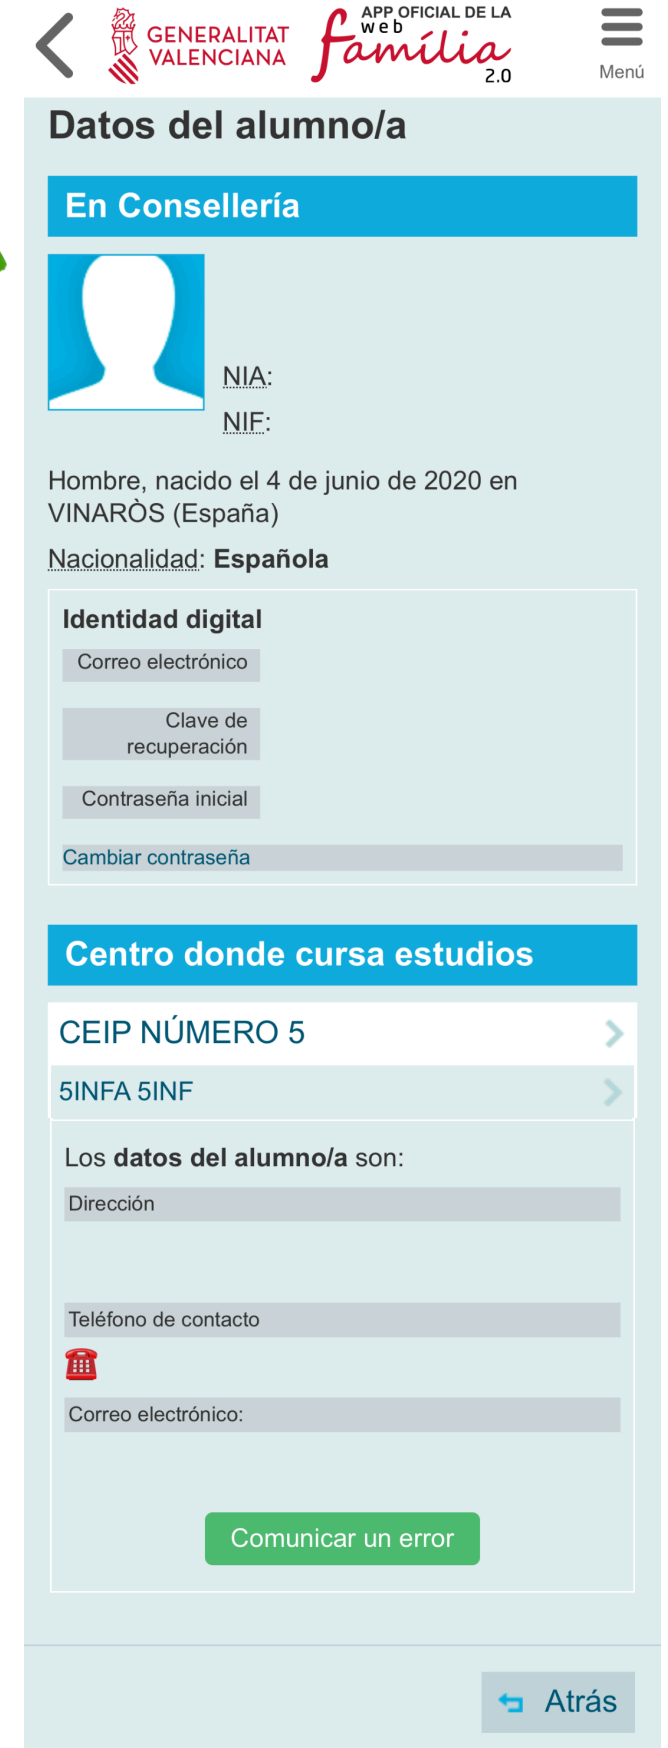 GENERALITAT
VALENCIANA
APP OFICIAL DE LA
web
família
2.0
Menú
Datos del alumno/a
En Consellería
NIA:
NIF:
Hombre, nacido el 4 de junio de 2020 en
VINARÒS (España)
Nacionalidad: Española
Identidad digital
Correo electrónico
Clave de
recuperación
Contraseña inicial
Cambiar contraseña
Centro donde cursa estudios
CEIP NÚMERO 5
5INFA 5INF
Los datos del alumno/a son:
Dirección
Teléfono de contacto
Correo electrónico:
Comunicar un error
Atrás